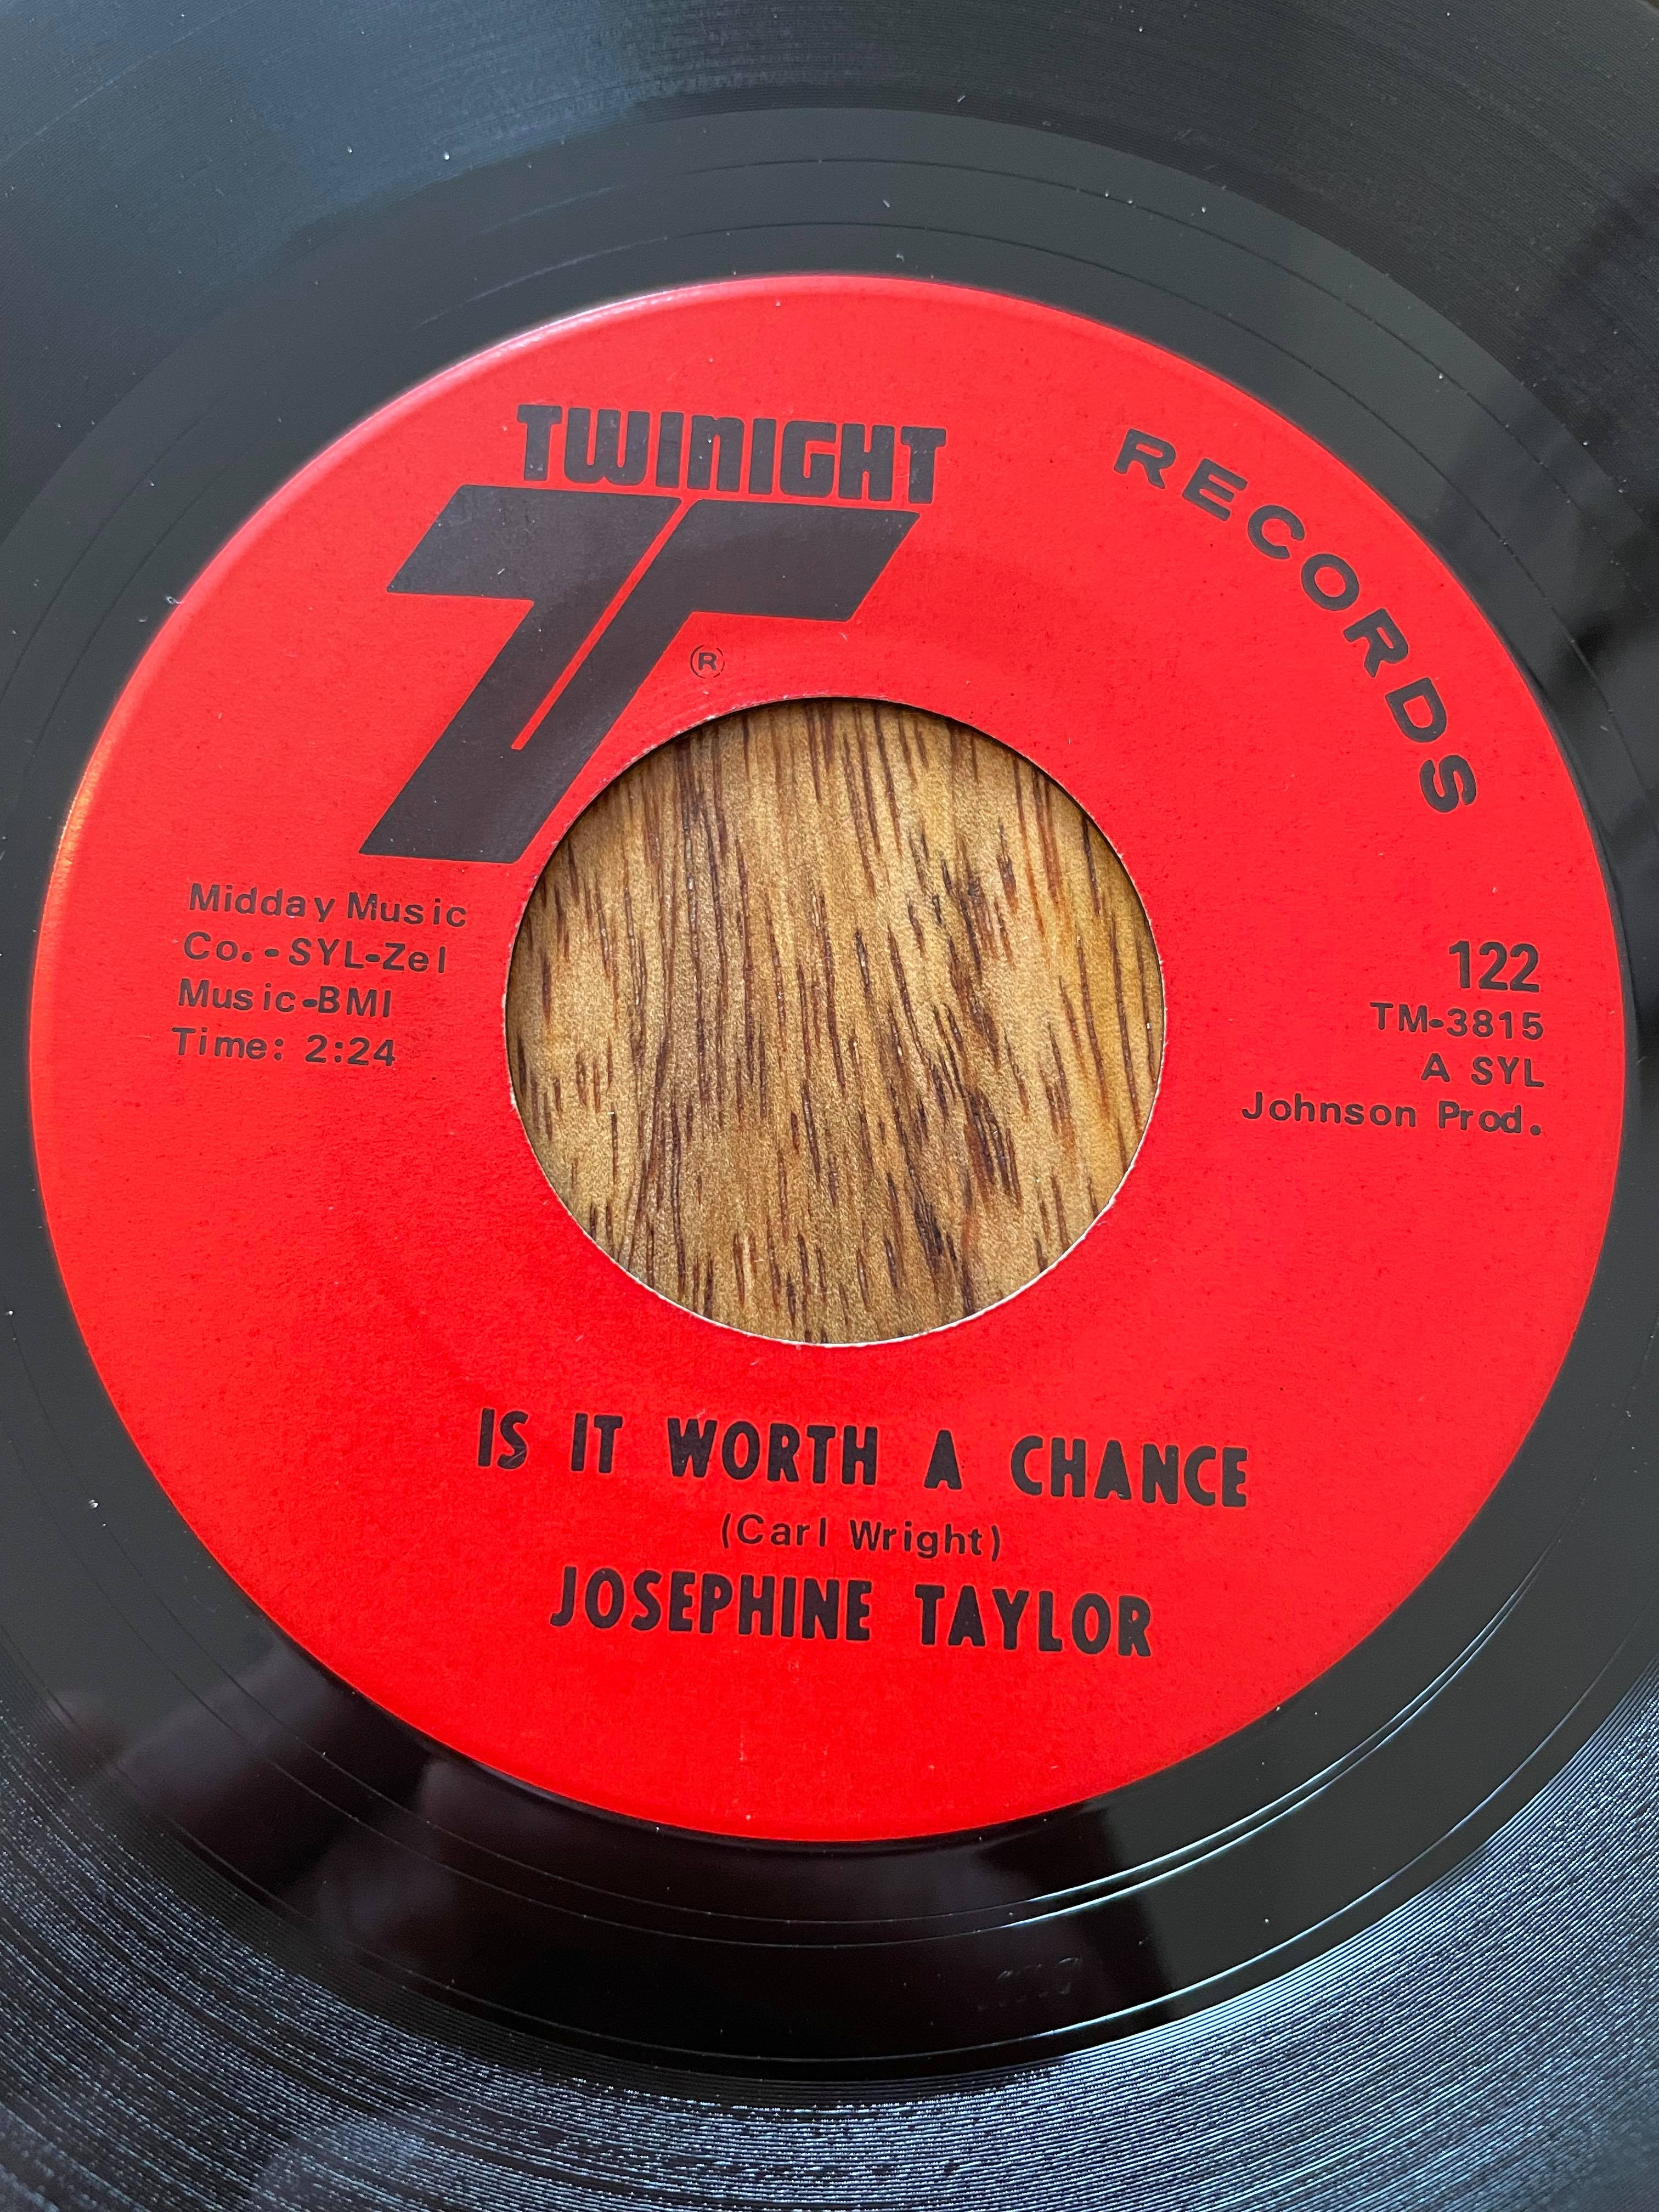 TWINIGHT
RECORDS
®
Midday Music
Co.-SYL-Zel
Music-BMI
Time: 2:24
122
TM-3815
A SYL
Johnson Prod.
IS IT WORTH A CHANCE
(Carl Wright)
JOSEPHINE TAYLOR